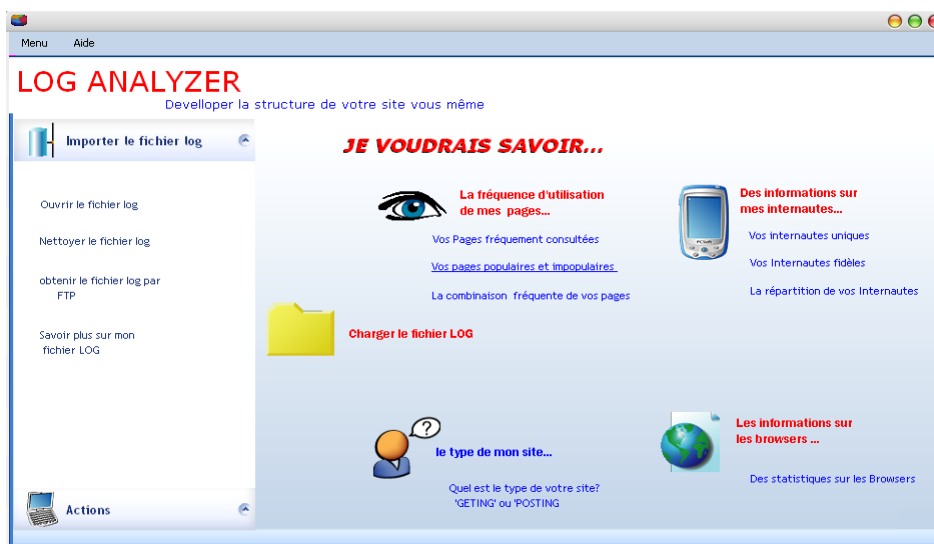 Menu Aide
LOG ANALYZER
Develloper la structure de votre site vous même
Importer le fichier log
Ouvrir le fichier log
Nettoyer le fichier log
obtenir le fichier log par
FTP
Savoir plus sur mon
fichier LOG
Actions
JE VOUDRAIS SAVOIR...
La fréquence d'utilisation
de mes pages...
Vos Pages fréquement consultées
Vos pages populaires et impopulaires
La combinaison fréquente de vos pages
Des informations sur
mes internautes...
Vos internautes uniques
Vos Internautes fidèles
La répartition de vos Internautes
Charger le fichier LOG
?
le type de mon site...
Quel est le type de votre site?
'GETING' ou 'POSTING
Les informations sur
les browsers ...
Des statistiques sur les Browsers